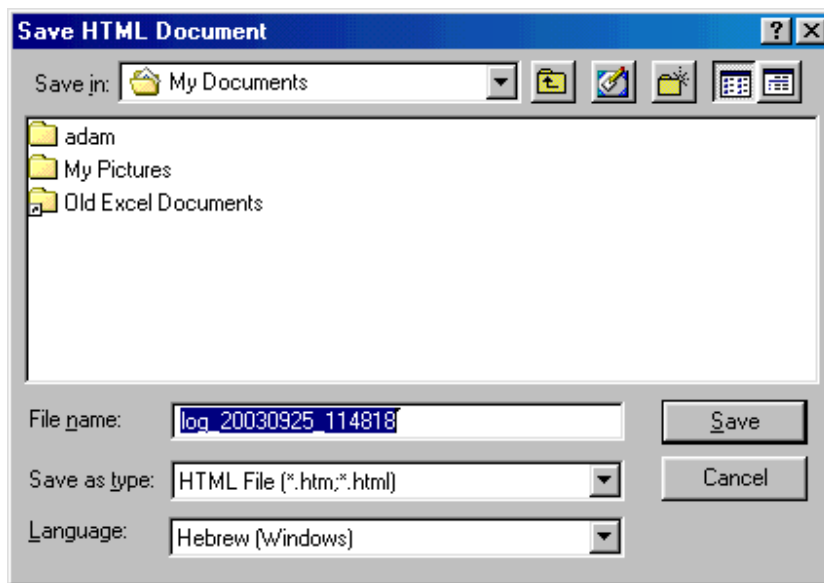 Save HTML Document
Save in: My Documents
adam
My Pictures
Old Excel Documents
File name: log_20030925_114818 Save
Save as type: HTML File (*.htm;*.html) Cancel
Language: Hebrew (Windows)